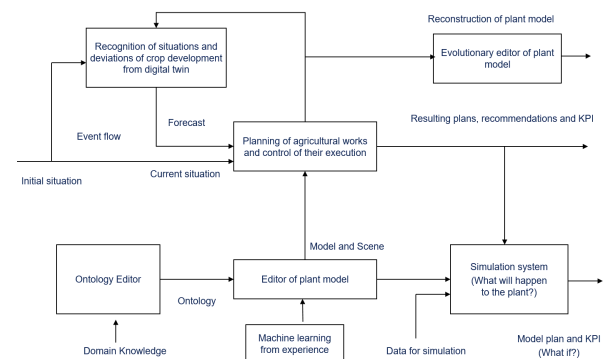 Reconstruction of plant model
Recognition of situations and
deviations of crop development
from digital twin
Evolutionary editor of plant
model
Forecast
Event flow
Resulting plans, recommendations and KPI
Planning of agricultural works
and control of their execution
Initial situation
Current situation
Model and Scene
Ontology Editor
Ontology
Editor of plant model
Simulation system
(What will happen
to the plant?)
Domain Knowledge
Machine learning
from experience
Data for simulation
Model plan and KPI
(What if?)